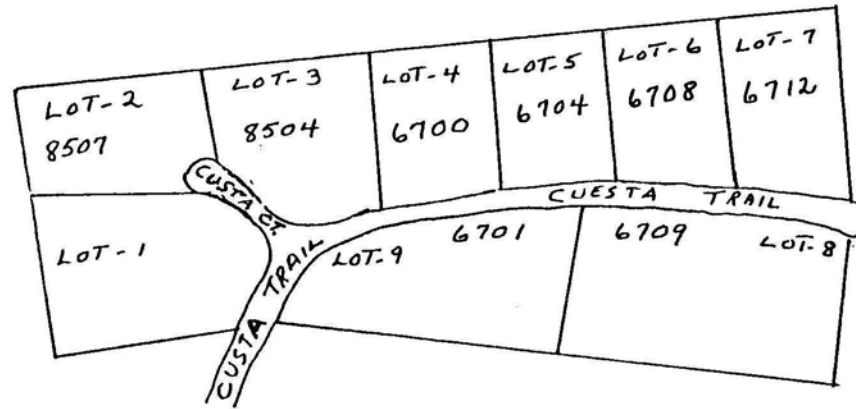 LOT-2
8507
LOT-3
8504
LOT-4
6700
LOT-5
6704
LOT-6
6708
LOT-7
6712
CUSTA CT.
CUESTA TRAIL
LOT-1
CUSTA TRAIL
LOT-9
6701
6709
LOT-8